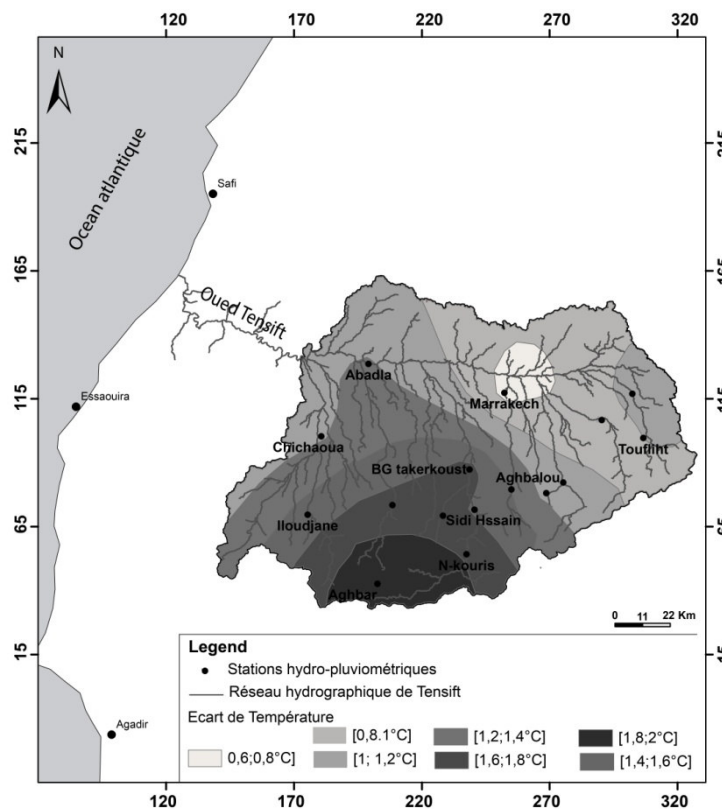 120 170 220 270 320
N
215
215
Ocean atlantique
Safi
165
165
Oued Tensift
Abadla
115
115
Essaouira
Marrakech
Chichaoua
Toufliht
BG takerkoust
Aghbalou
65
65
Iloudjane
Sidi Hssain
N-kouris
Aghbar
0 11 22 Km
15
15
Legend
Stations hydro-pluviométriques
Réseau hydrographique de Tensift
Agadir
Ecart de Température
[0,8.1°C] [1,2;1,4°C] [1,8;2°C]
0,6;0,8°C] [1; 1,2°C] [1,6;1,8°C] [1,4;1,6°C]
120 170 220 270 320